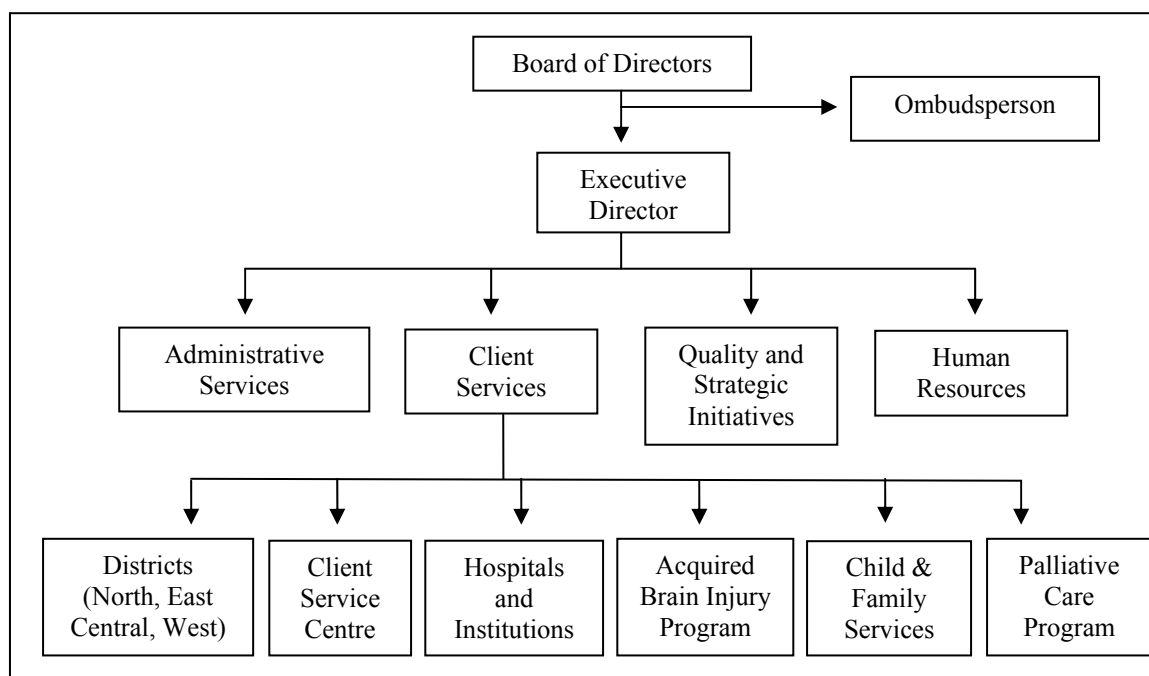 Board of Directors
Ombudsperson
Executive
Director
Administrative
Services
Client
Services
Quality and
Strategic
Initiatives
Human
Resources
Districts
(North, East
Central, West)
Client
Service
Centre
Hospitals
and
Institutions
Acquired
Brain Injury
Program
Child &
Family
Services
Palliative
Care
Program